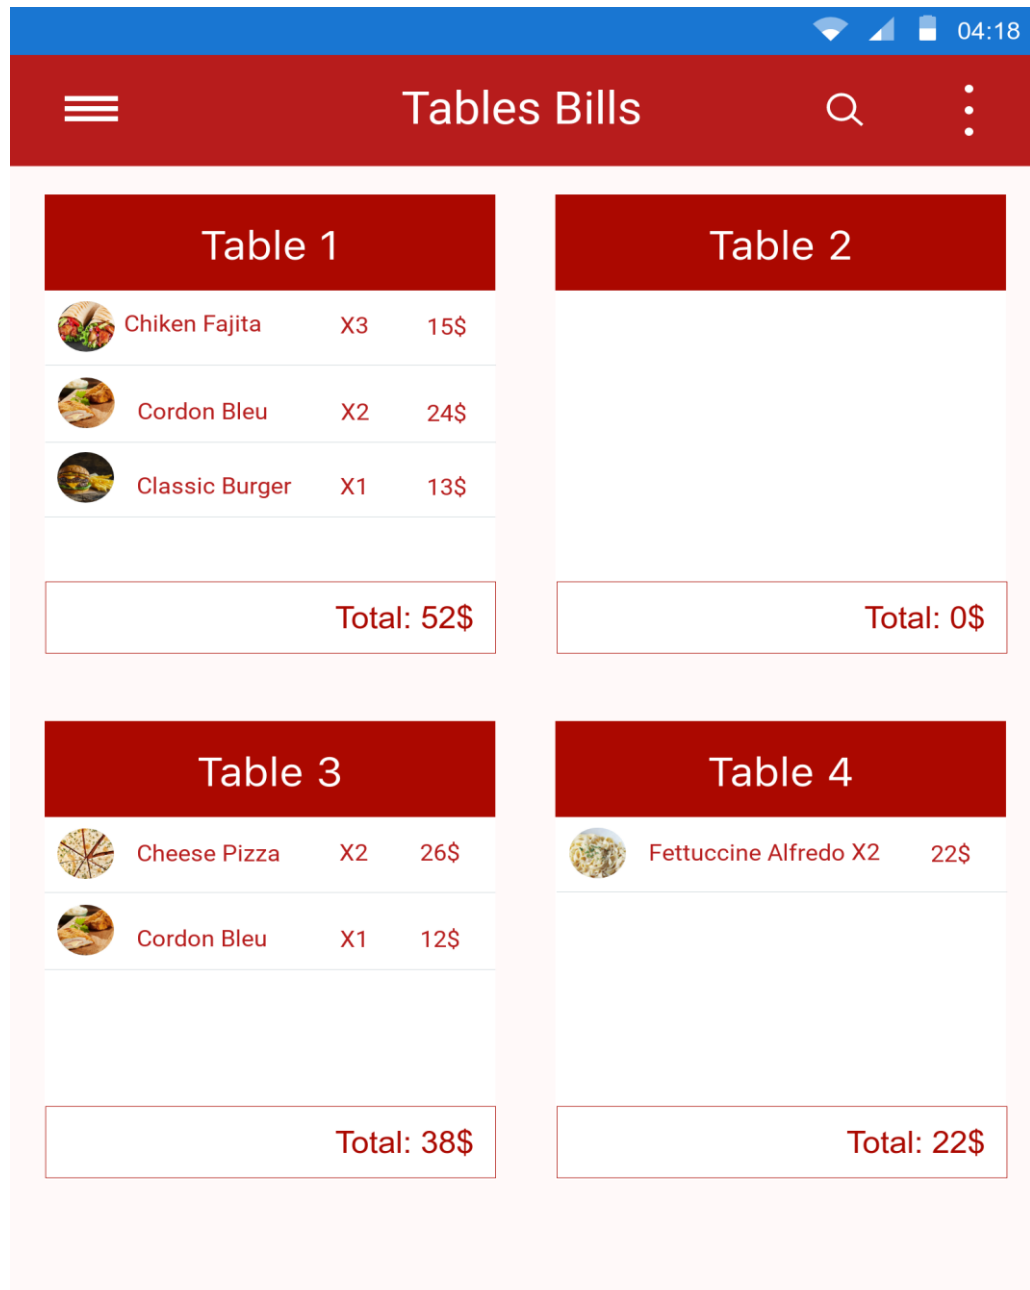 04:18
Tables Bills
Table 1
Chiken Fajita X3 15$
Cordon Bleu X2 24$
Classic Burger X1 13$
Total: 52$
Table 2
Total: 0$
Table 3
Cheese Pizza X2 26$
Cordon Bleu X1 12$
Total: 38$
Table 4
Fettuccine Alfredo X2 22$
Total: 22$